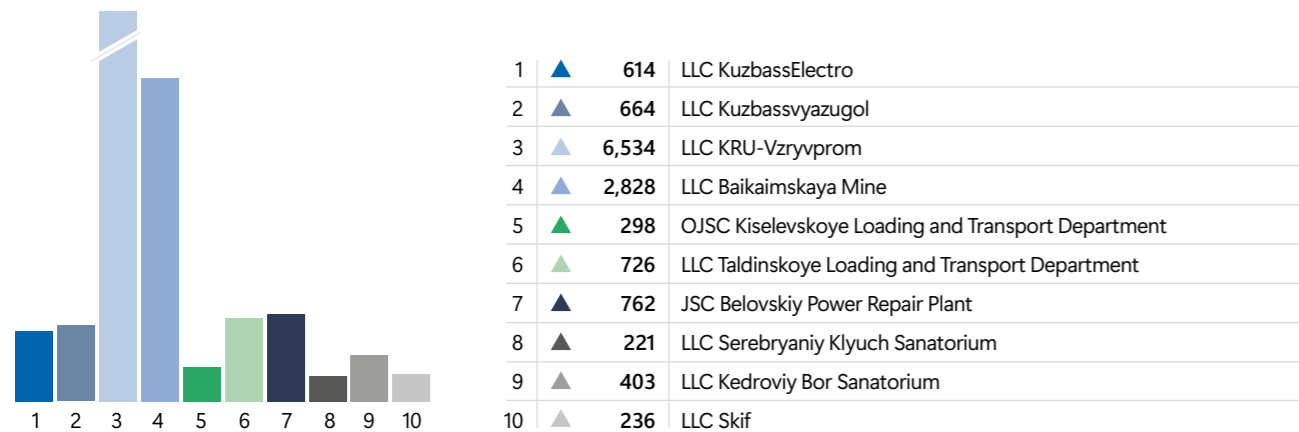 1 2 3 4 5 6 7 8 9 10
1 614 LLC KuzbassElectro
2 664 LLC Kuzbassvyazugol
3 6,534 LLC KRU-Vzryvprom
4 2,828 LLC Baikaimskaya Mine
5 298 OJSC Kiselevskoye Loading and Transport Department
6 726 LLC Taldinskoye Loading and Transport Department
7 762 JSC Belovskiy Power Repair Plant
8 221 LLC Serebryaniy Klyuch Sanatorium
9 403 LLC Kedroviy Bor Sanatorium
10 236 LLC Skif